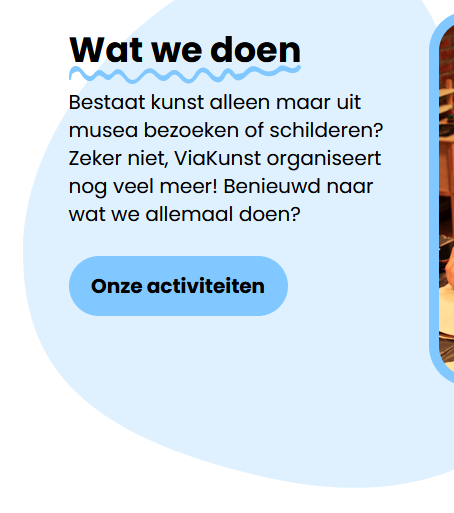 Wat we doen
Bestaat kunst alleen maar uit
musea bezoeken of schilderen?
Zeker niet, ViaKunst organiseert
nog veel meer! Benieuwd naar
wat we allemaal doen?
Onze activiteiten